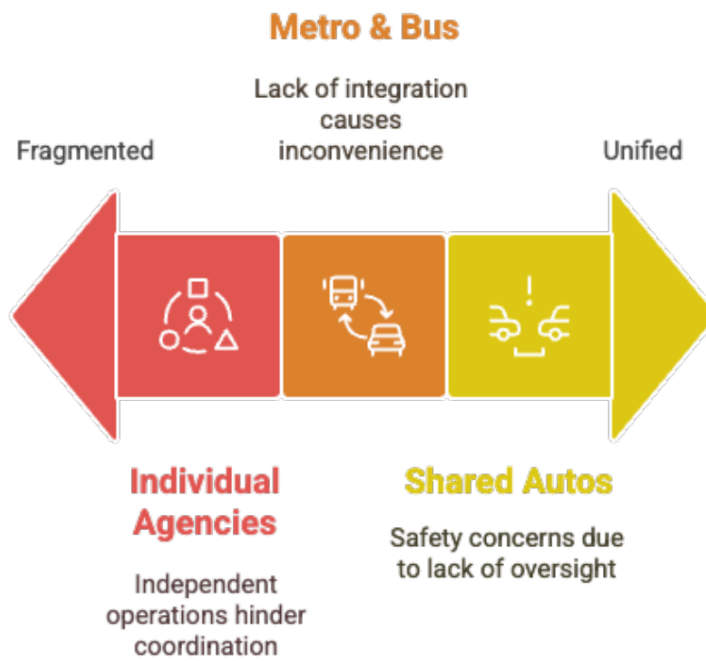 Metro & Bus
Lack of integration
causes
inconvenience
Fragmented
Unified
Individual
Agencies
Independent
operations hinder
coordination
Shared Autos
Safety concerns due
to lack of oversight